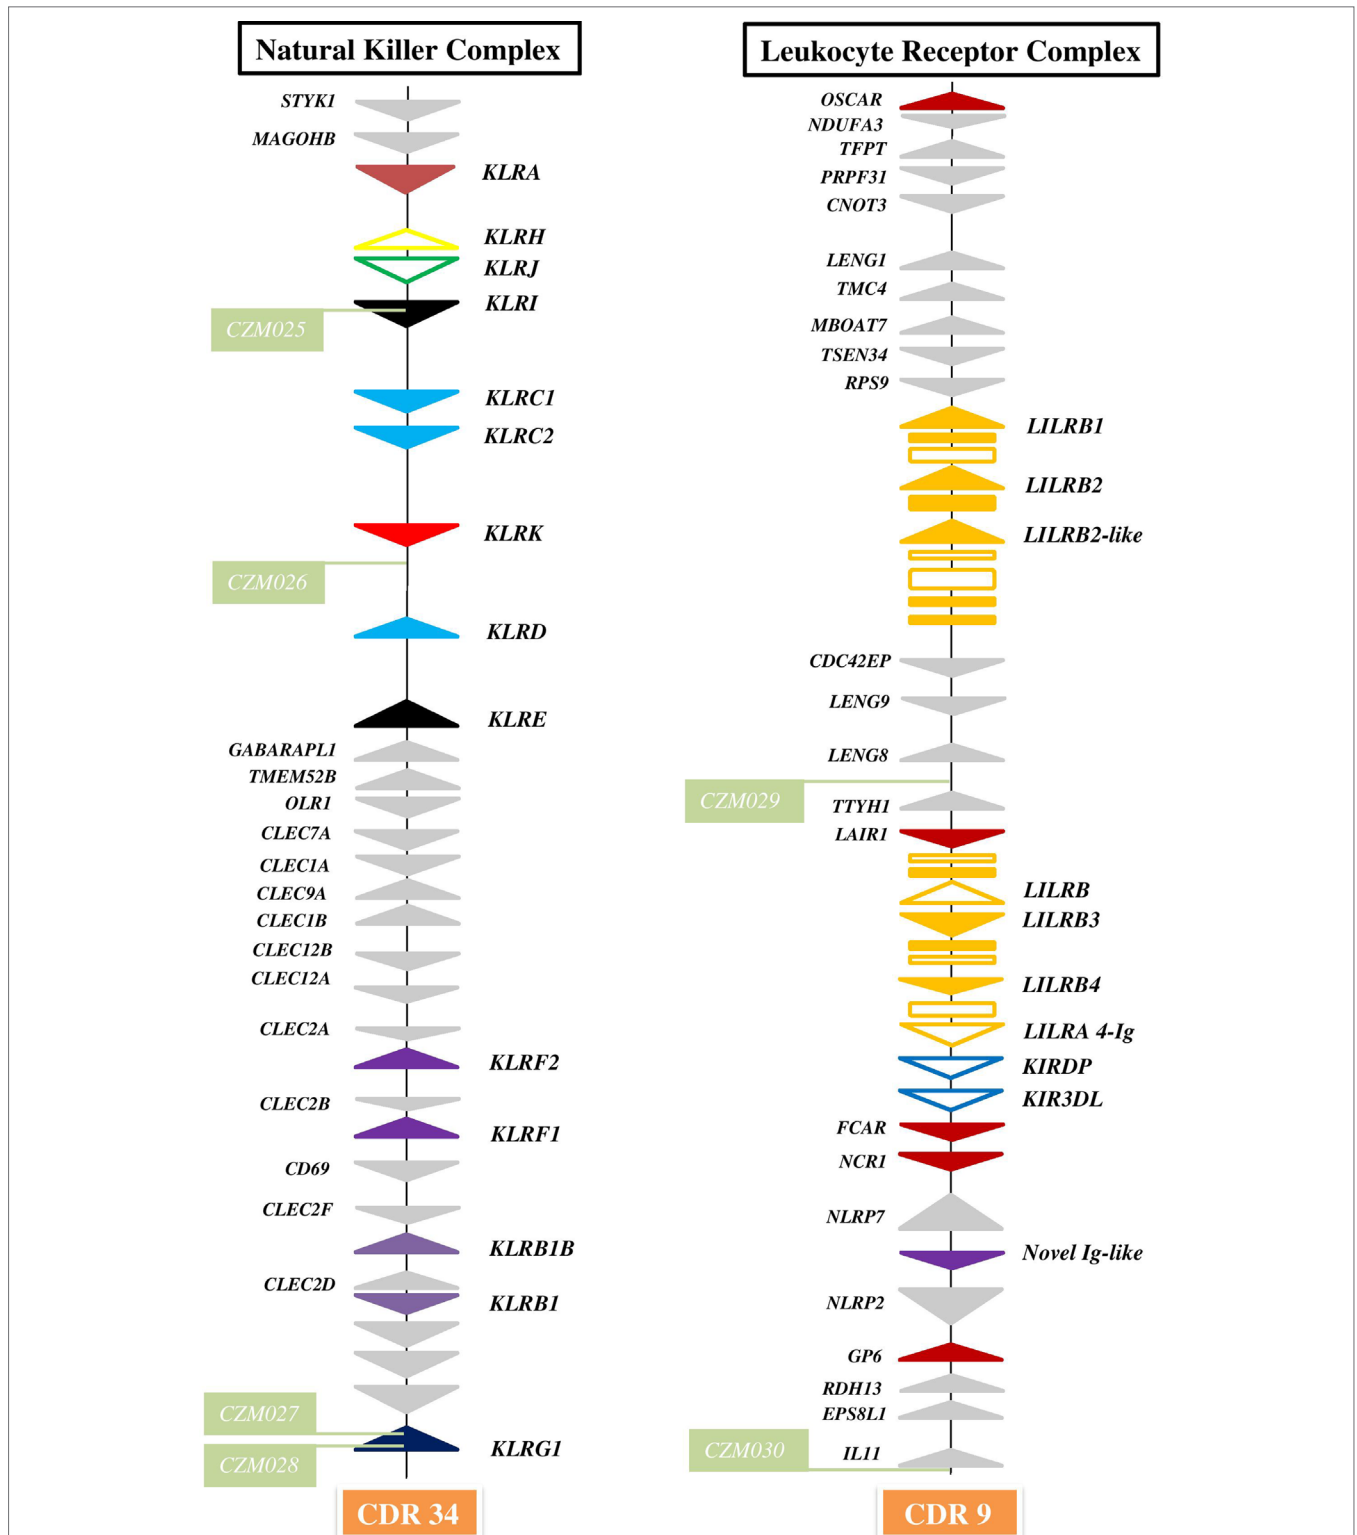 Natural Killer Complex
STYK1
MAGOHB
KLRA
KLRH
KLRJ
KLRI
CZM025
KLRC1
KLRC2
KLRK
CZM026
KLRD
KLRE
GABARAPL1
TMEM52B
OLR1
CLEC7A
CLEC1A
CLEC9A
CLEC1B
CLEC12B
CLEC12A
CLEC2A
KLRF2
CLEC2B
KLRF1
CD69
CLEC2F
KLRB1B
CLEC2D
KLRB1
CZM027
KLRG1
CZM028
CDR 34
Leukocyte Receptor Complex
OSCAR
NDUFA3
TFPT
PRPF31
CNOT3
LENG1
TMC4
MBOAT7
TSEN34
RPS9
LILRB1
LILRB2
LILRB2-like
CDC42EP
LENG9
LENG8
CZM029
TTYH1
LAIR1
LILRB
LILRB3
LILRB4
LILRA 4-Ig
KIRDP
KIR3DL
FCAR
NCR1
NLRP7
Novel Ig-like
NLRP2
GP6
RDH13
EPS8L1
CZM030
IL11
CDR 9